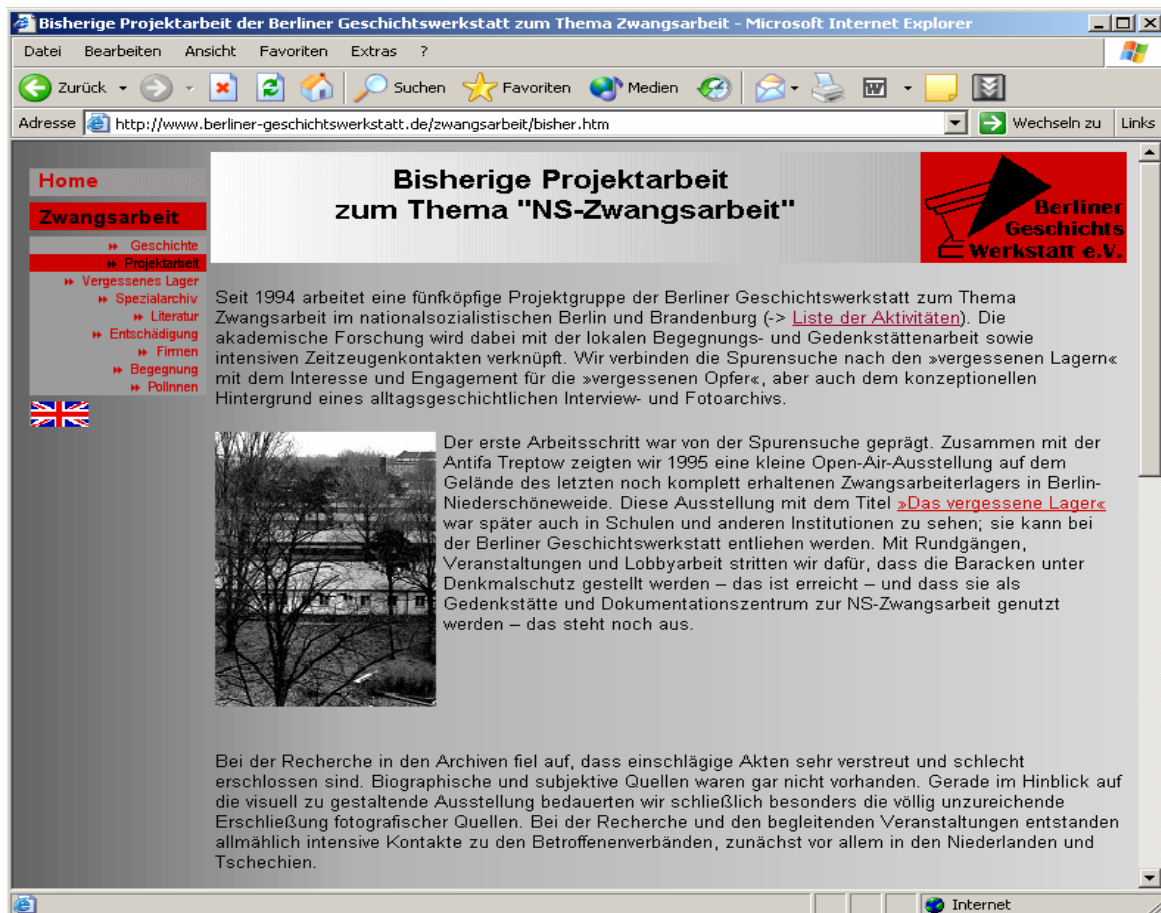 Bisherige Projektarbeit der Berliner Geschichtswerkstatt zum Thema Zwangsarbeit - Microsoft Internet Explorer
Datei Bearbeiten Ansicht Favoriten Extras ?
Zurück Suchen Favoriten Medien
Adresse http://www.berliner-geschichtswerkstatt.de/zwangsarbeit/bisher.htm Wechseln zu Links
Home
Zwangsarbeit
Geschichte
Projektarbeit
Vergessenes Lager
Spezialarchiv
Literatur
Entschädigung
Firmen
Begegnung
PolInnen
Bisherige Projektarbeit
zum Thema "NS-Zwangsarbeit"
Berliner
Geschichts
Werkstatt e.V.
Seit 1994 arbeitet eine fünfköpfige Projektgruppe der Berliner Geschichtswerkstatt zum Thema
Zwangsarbeit im nationalsozialistischen Berlin und Brandenburg (-> Liste der Aktivitäten). Die
akademische Forschung wird dabei mit der lokalen Begegnungs- und Gedenkstättenarbeit sowie
intensiven Zeitzeugenkontakten verknüpft. Wir verbinden die Spurensuche nach den »vergessenen Lagern«
mit dem Interesse und Engagement für die »vergessenen Opfer«, aber auch dem konzeptionellen
Hintergrund eines alltagsgeschichtlichen Interview- und Fotoarchivs.
Der erste Arbeitsschritt war von der Spurensuche geprägt. Zusammen mit der
Antifa Treptow zeigten wir 1995 eine kleine Open-Air-Ausstellung auf dem
Gelände des letzten noch komplett erhaltenen Zwangsarbeiterlagers in Berlin-
Niederschöneweide. Diese Ausstellung mit dem Titel »Das vergessene Lager«
war später auch in Schulen und anderen Institutionen zu sehen; sie kann bei
der Berliner Geschichtswerkstatt entliehen werden. Mit Rundgängen,
Veranstaltungen und Lobbyarbeit stritten wir dafür, dass die Baracken unter
Denkmalschutz gestellt werden – das ist erreicht – und dass sie als
Gedenkstätte und Dokumentationszentrum zur NS-Zwangsarbeit genutzt
werden – das steht noch aus.
Bei der Recherche in den Archiven fiel auf, dass einschlägige Akten sehr verstreut und schlecht
erschlossen sind. Biographische und subjektive Quellen waren gar nicht vorhanden. Gerade im Hinblick auf
die visuell zu gestaltende Ausstellung bedauerten wir schließlich besonders die völlig unzureichende
Erschließung fotografischer Quellen. Bei der Recherche und den begleitenden Veranstaltungen entstanden
allmählich intensive Kontakte zu den Betroffenenverbänden, zunächst vor allem in den Niederlanden und
Tschechien.
Internet